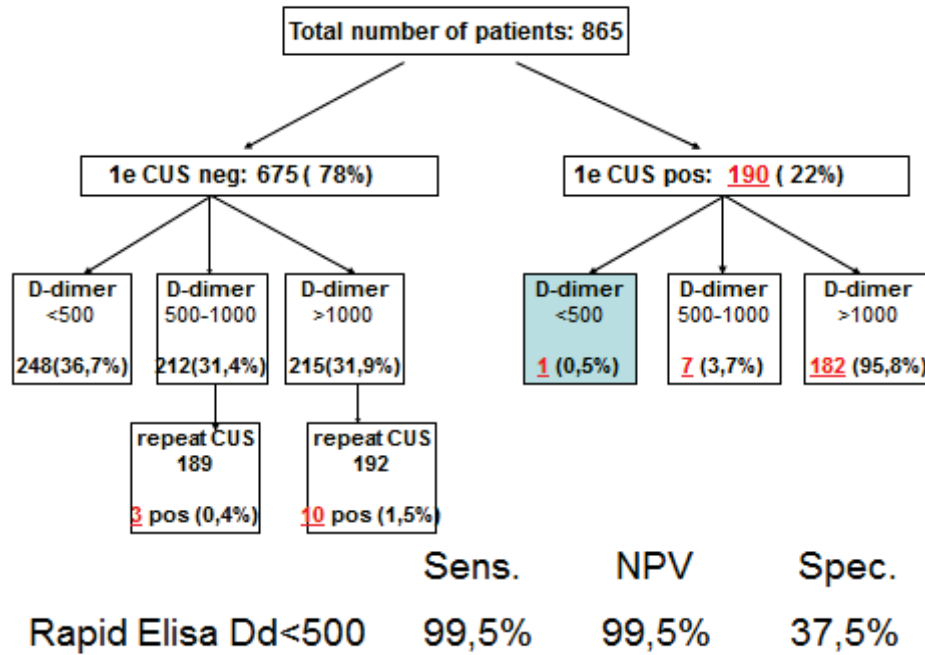 Total number of patients: 865
1e CUS neg: 675 ( 78%)
1e CUS pos: 190 ( 22%)
D-dimer
<500
248(36,7%)
D-dimer
500-1000
212(31,4%)
D-dimer
>1000
215(31,9%)
D-dimer
<500
1 (0,5%)
D-dimer
500-1000
7 (3,7%)
D-dimer
>1000
182 (95,8%)
repeat CUS
189
3 pos (0,4%)
repeat CUS
192
10 pos (1,5%)
Sens. NPV Spec.
Rapid Elisa Dd<500 99,5% 99,5% 37,5%